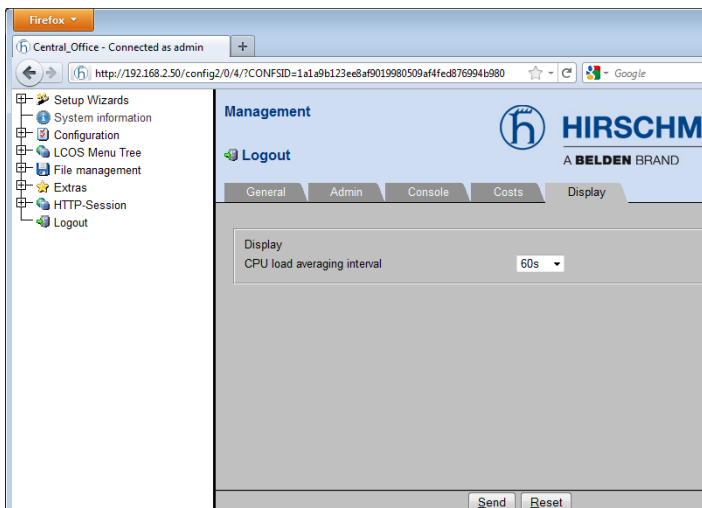 Firefox
Central_Office - Connected as admin
http://192.168.2.50/config2/0/4/?CONFSID=1a1a9b123ee8af9019980509af4fed876994b980
Google
Setup Wizards
System information
Configuration
LCOS Menu Tree
File management
Extras
HTTP-Session
Logout
Management
Logout
HIRSCHM
A BELDEN BRAND
General Admin Console Costs Display
Display
CPU load averaging interval 60s
Send Reset